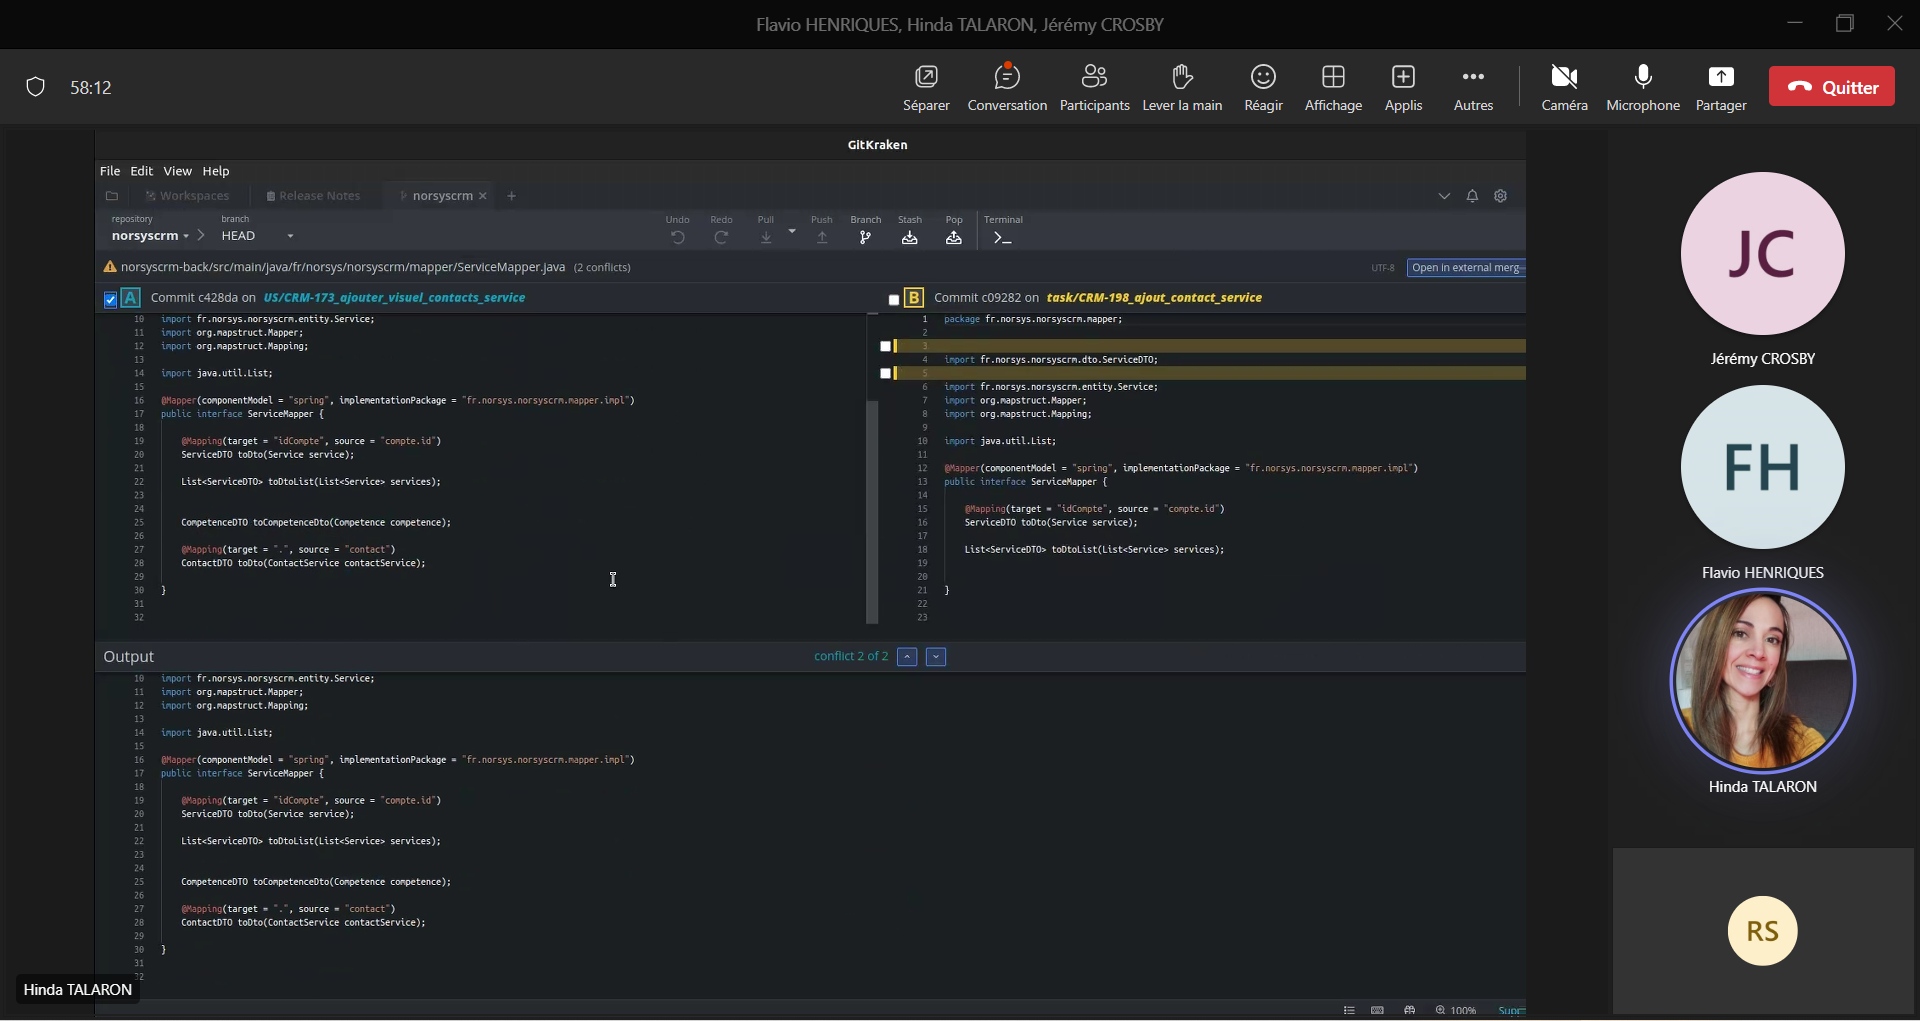 Flavio HENRIQUES, Hinda TALARON, Jérémy CROSBY
58:12
Séparer Conversation Participants Lever la main Réagir Affichage Applis Autres Caméra Microphone Partager Quitter
GitKraken
File Edit View Help
Workspaces Release Notes norsyscrm
repository branch Undo Redo Pull Push Branch Stash Pop Terminal
norsyscrm HEAD
norsyscrm-back/src/main/java/fr/norsys/norsyscrm/mapper/ServiceMapper.java (2 conflicts) UTF-8 Open in external merg
A Commit c428da on US/CRM-173_ajouter_visuel_contacts_service
10 import fr.norsys.norsyscrm.entity.Service;
11 import org.mapstruct.Mapper;
12 import org.mapstruct.Mapping;
13
14 import java.util.List;
15
16 @Mapper(componentModel = "spring", implementationPackage = "fr.norsys.norsyscrm.mapper.impl")
17 public interface ServiceMapper {
18
19 @Mapping(target = "idCompte", source = "compte.id")
20 ServiceDTO toDto(Service service);
21
22 List<ServiceDTO> toDtoList(List<Service> services);
23
24
25 CompetenceDTO toCompetenceDto(Competence competence);
26
27 @Mapping(target = ".", source = "contact")
28 ContactDTO toDto(ContactService contactService);
29
30 }
31
32
B Commit c09282 on task/CRM-198_ajout_contact_service
1 package fr.norsys.norsyscrm.mapper;
2
3
4 import fr.norsys.norsyscrm.dto.ServiceDTO;
5
6 import fr.norsys.norsyscrm.entity.Service;
7 import org.mapstruct.Mapper;
8 import org.mapstruct.Mapping;
9
10 import java.util.List;
11
12 @Mapper(componentModel = "spring", implementationPackage = "fr.norsys.norsyscrm.mapper.impl")
13 public interface ServiceMapper {
14
15 @Mapping(target = "idCompte", source = "compte.id")
16 ServiceDTO toDto(Service service);
17
18 List<ServiceDTO> toDtoList(List<Service> services);
19
20
21 }
22
23
Output conflict 2 of 2
10 import fr.norsys.norsyscrm.entity.Service;
11 import org.mapstruct.Mapper;
12 import org.mapstruct.Mapping;
13
14 import java.util.List;
15
16 @Mapper(componentModel = "spring", implementationPackage = "fr.norsys.norsyscrm.mapper.impl")
17 public interface ServiceMapper {
18
19 @Mapping(target = "idCompte", source = "compte.id")
20 ServiceDTO toDto(Service service);
21
22 List<ServiceDTO> toDtoList(List<Service> services);
23
24
25 CompetenceDTO toCompetenceDto(Competence competence);
26
27 @Mapping(target = ".", source = "contact")
28 ContactDTO toDto(ContactService contactService);
29
30 }
31
32
Hinda TALARON
100%
JC
Jérémy CROSBY
FH
Flavio HENRIQUES
Hinda TALARON
RS